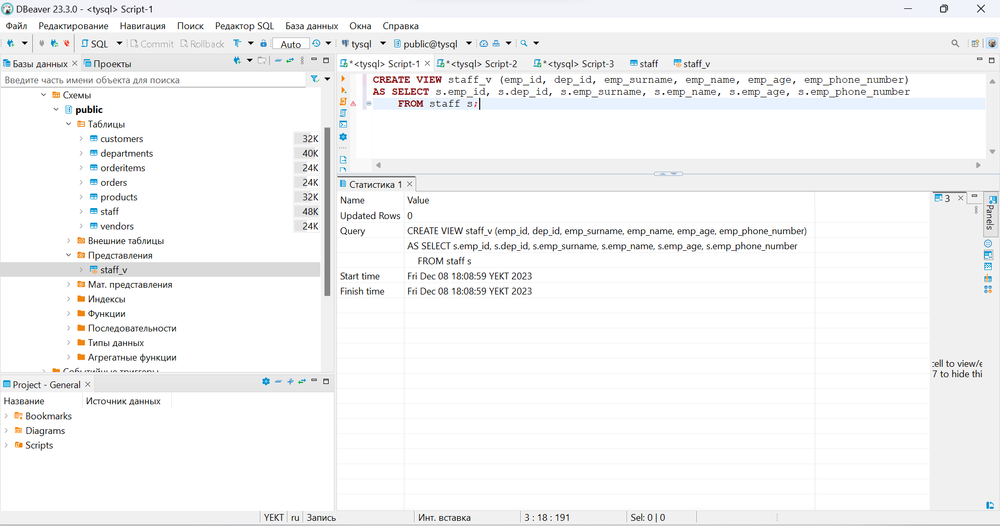 DBeaver 23.3.0 - <tysql> Script-1
Файл Редактирование Навигация Поиск Редактор SQL База данных Окна Справка
SQL Commit Rollback Auto tysql public@tysql
Базы данных Проекты
Введите часть имени объекта для поиска
Схемы
public
Таблицы
customers 32K
departments 40K
orderitems 24K
orders 24K
products 32K
staff 48K
vendors 24K
Внешние таблицы
Представления
staff_v
Мат. представления
Индексы
Функции
Последовательности
Типы данных
Агрегатные функции
Событийные триггеры
Project - General
Название Источник данных
Bookmarks
Diagrams
Scripts
*<tysql> Script-1 *<tysql> Script-2 *<tysql> Script-3 staff staff_v
CREATE VIEW staff_v (emp_id, dep_id, emp_surname, emp_name, emp_age, emp_phone_number)
AS SELECT s.emp_id, s.dep_id, s.emp_surname, s.emp_name, s.emp_age, s.emp_phone_number
FROM staff s;
Статистика 1
Name Value
Updated Rows 0
Query CREATE VIEW staff_v (emp_id, dep_id, emp_surname, emp_name, emp_age, emp_phone_number)
AS SELECT s.emp_id, s.dep_id, s.emp_surname, s.emp_name, s.emp_age, s.emp_phone_number
FROM staff s
Start time Fri Dec 08 18:08:59 YEKT 2023
Finish time Fri Dec 08 18:08:59 YEKT 2023
3
Panels
cell to view/e
7 to hide thi
YEKT ru Запись Инт. вставка 3 : 18 : 191 Sel: 0 | 0